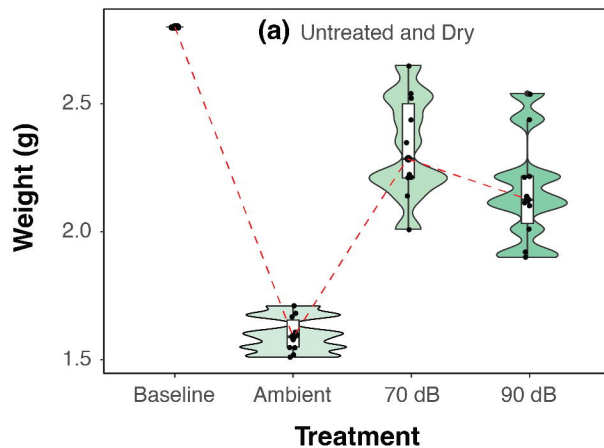 (a) Untreated and Dry
Weight (g)
2.5
2.0
1.5
Baseline Ambient 70 dB 90 dB
Treatment